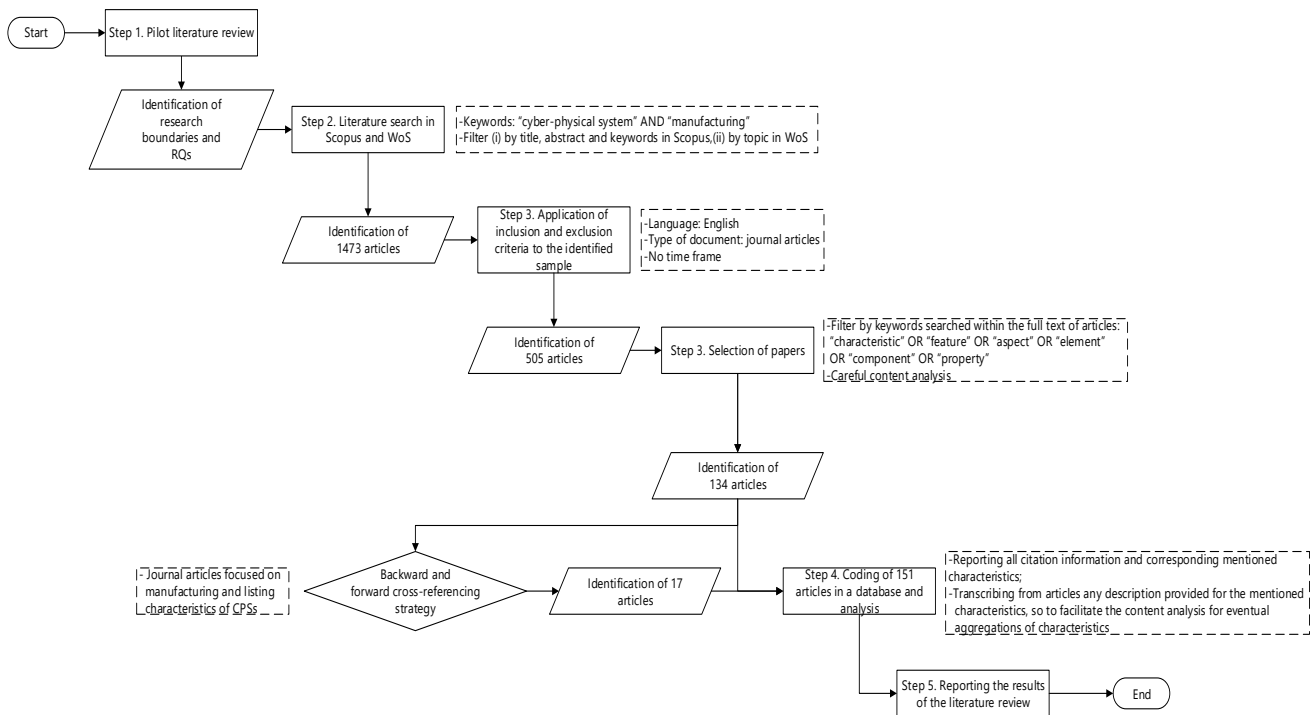 Start
Step 1. Pilot literature review
Identification of
research
boundaries and
RQs
Step 2. Literature search in
Scopus and WoS
-Keywords: "cyber-physical system" AND "manufacturing"
-Filter (i) by title, abstract and keywords in Scopus,(ii) by topic in WoS
Identification of
1473 articles
Step 3. Application of
inclusion and exclusion
criteria to the identified
sample
-Language: English
-Type of document: journal articles
-No time frame
Identification of
505 articles
Step 3. Selection of papers
-Filter by keywords searched within the full text of articles:
"characteristic" OR "feature" OR "aspect" OR "element"
OR "component" OR "property"
-Careful content analysis
Identification of
134 articles
- Journal articles focused on
manufacturing and listing
characteristics of CPSs
Backward and
forward cross-referencing
strategy
Identification of 17
articles
Step 4. Coding of 151
articles in a database and
analysis
-Reporting all citation information and corresponding mentioned
characteristics;
-Transcribing from articles any description provided for the mentioned
characteristics, so to facilitate the content analysis for eventual
aggregations of characteristics
Step 5. Reporting the results
of the literature review
End